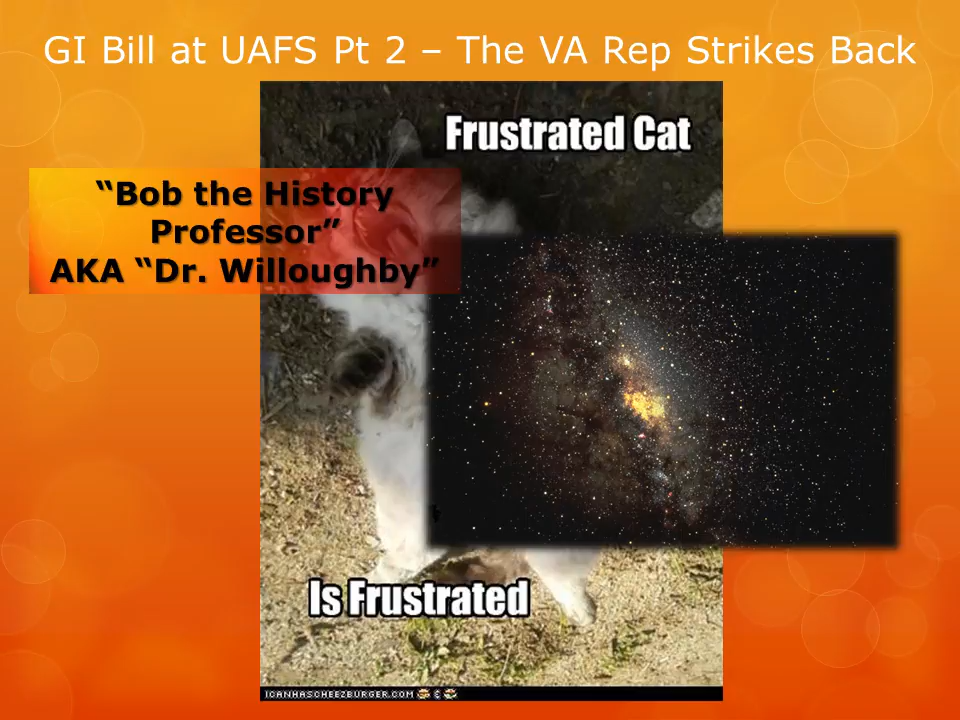 GI Bill at UAFS Pt 2 – The VA Rep Strikes Back
Frustrated Cat
“Bob the History
Professor”
AKA “Dr. Willoughby”
Is Frustrated
ICANHASCHEEZBURGER.COM